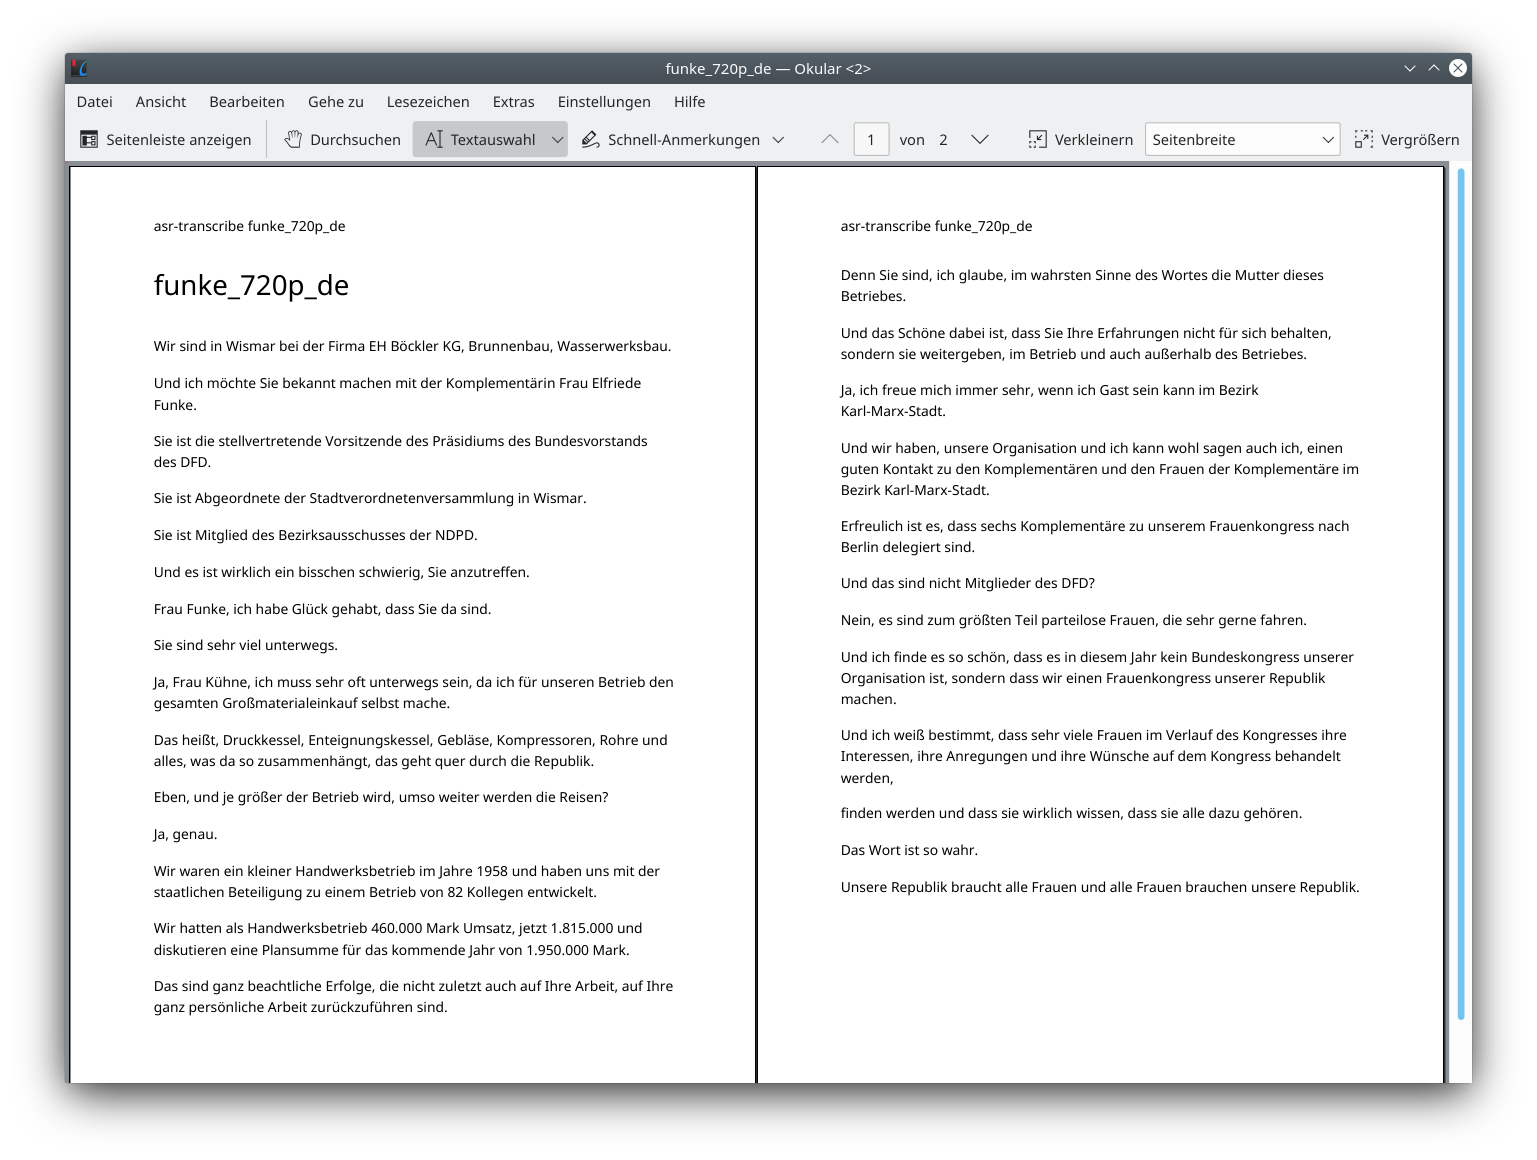 funke_720p_de — Okular <2>
Datei Ansicht Bearbeiten Gehe zu Lesezeichen Extras Einstellungen Hilfe
Seitenleiste anzeigen Durchsuchen Textauswahl Schnell-Anmerkungen 1 von 2 Verkleinern Seitenbreite Vergrößern
asr-transcribe funke_720p_de
funke_720p_de
Wir sind in Wismar bei der Firma EH Böckler KG, Brunnenbau, Wasserwerksbau.
Und ich möchte Sie bekannt machen mit der Komplementärin Frau Elfriede
Funke.
Sie ist die stellvertretende Vorsitzende des Präsidiums des Bundesvorstands
des DFD.
Sie ist Abgeordnete der Stadtverordnetenversammlung in Wismar.
Sie ist Mitglied des Bezirksausschusses der NDPD.
Und es ist wirklich ein bisschen schwierig, Sie anzutreffen.
Frau Funke, ich habe Glück gehabt, dass Sie da sind.
Sie sind sehr viel unterwegs.
Ja, Frau Kühne, ich muss sehr oft unterwegs sein, da ich für unseren Betrieb den
gesamten Großmaterialeinkauf selbst mache.
Das heißt, Druckkessel, Enteignungskessel, Gebläse, Kompressoren, Rohre und
alles, was da so zusammenhängt, das geht quer durch die Republik.
Eben, und je größer der Betrieb wird, umso weiter werden die Reisen?
Ja, genau.
Wir waren ein kleiner Handwerksbetrieb im Jahre 1958 und haben uns mit der
staatlichen Beteiligung zu einem Betrieb von 82 Kollegen entwickelt.
Wir hatten als Handwerksbetrieb 460.000 Mark Umsatz, jetzt 1.815.000 und
diskutieren eine Plansumme für das kommende Jahr von 1.950.000 Mark.
Das sind ganz beachtliche Erfolge, die nicht zuletzt auch auf Ihre Arbeit, auf Ihre
ganz persönliche Arbeit zurückzuführen sind.
asr-transcribe funke_720p_de
Denn Sie sind, ich glaube, im wahrsten Sinne des Wortes die Mutter dieses
Betriebes.
Und das Schöne dabei ist, dass Sie Ihre Erfahrungen nicht für sich behalten,
sondern sie weitergeben, im Betrieb und auch außerhalb des Betriebes.
Ja, ich freue mich immer sehr, wenn ich Gast sein kann im Bezirk
Karl-Marx-Stadt.
Und wir haben, unsere Organisation und ich kann wohl sagen auch ich, einen
guten Kontakt zu den Komplementären und den Frauen der Komplementäre im
Bezirk Karl-Marx-Stadt.
Erfreulich ist es, dass sechs Komplementäre zu unserem Frauenkongress nach
Berlin delegiert sind.
Und das sind nicht Mitglieder des DFD?
Nein, es sind zum größten Teil parteilose Frauen, die sehr gerne fahren.
Und ich finde es so schön, dass es in diesem Jahr kein Bundeskongress unserer
Organisation ist, sondern dass wir einen Frauenkongress unserer Republik
machen.
Und ich weiß bestimmt, dass sehr viele Frauen im Verlauf des Kongresses ihre
Interessen, ihre Anregungen und ihre Wünsche auf dem Kongress behandelt
werden,
finden werden und dass sie wirklich wissen, dass sie alle dazu gehören.
Das Wort ist so wahr.
Unsere Republik braucht alle Frauen und alle Frauen brauchen unsere Republik.